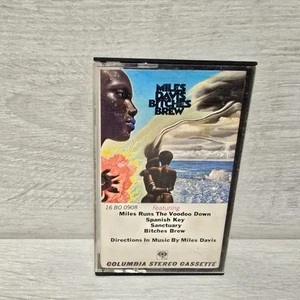 MILES
DAVIS
BITCHES
BREW
16 BO 0908
featuring
Miles Runs The Voodoo Down
Spanish Key
Sanctuary
Bitches Brew
Directions In Music By Miles Davis
COLUMBIA STEREO CASSETTE